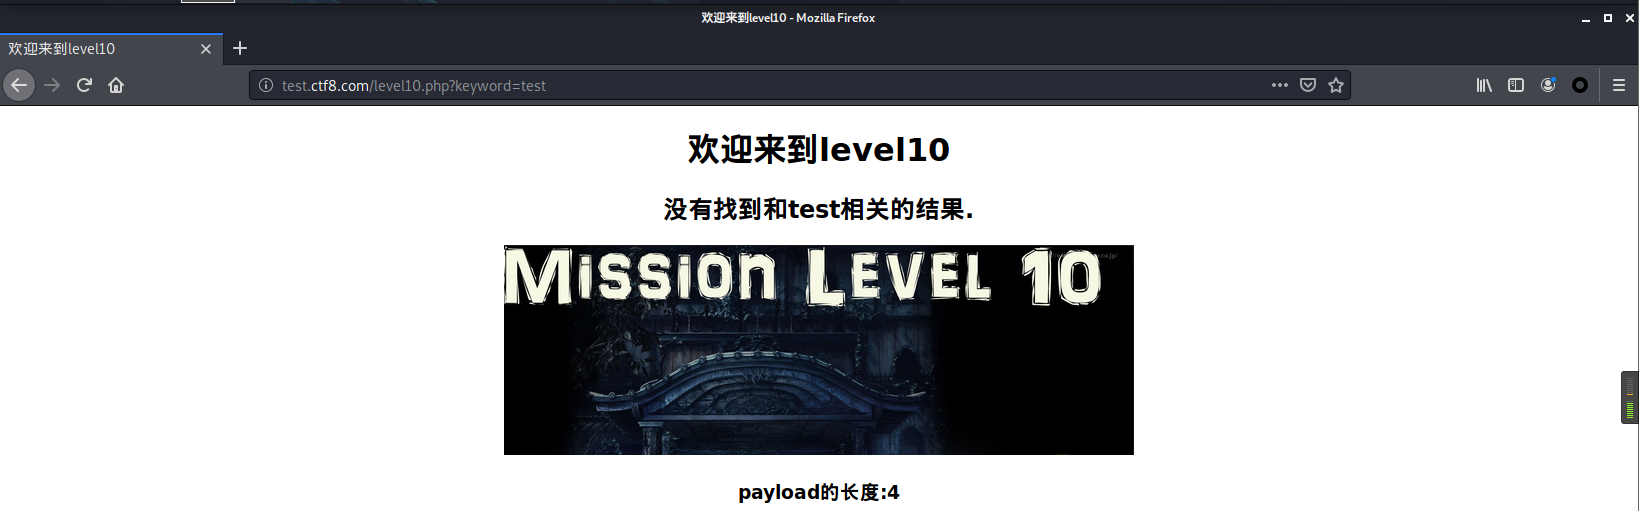 欢迎来到level10 - Mozilla Firefox
欢迎来到level10
test.ctf8.com/level10.php?keyword=test
欢迎来到level10
没有找到和test相关的结果.
Mission Level 10
payload的长度:4